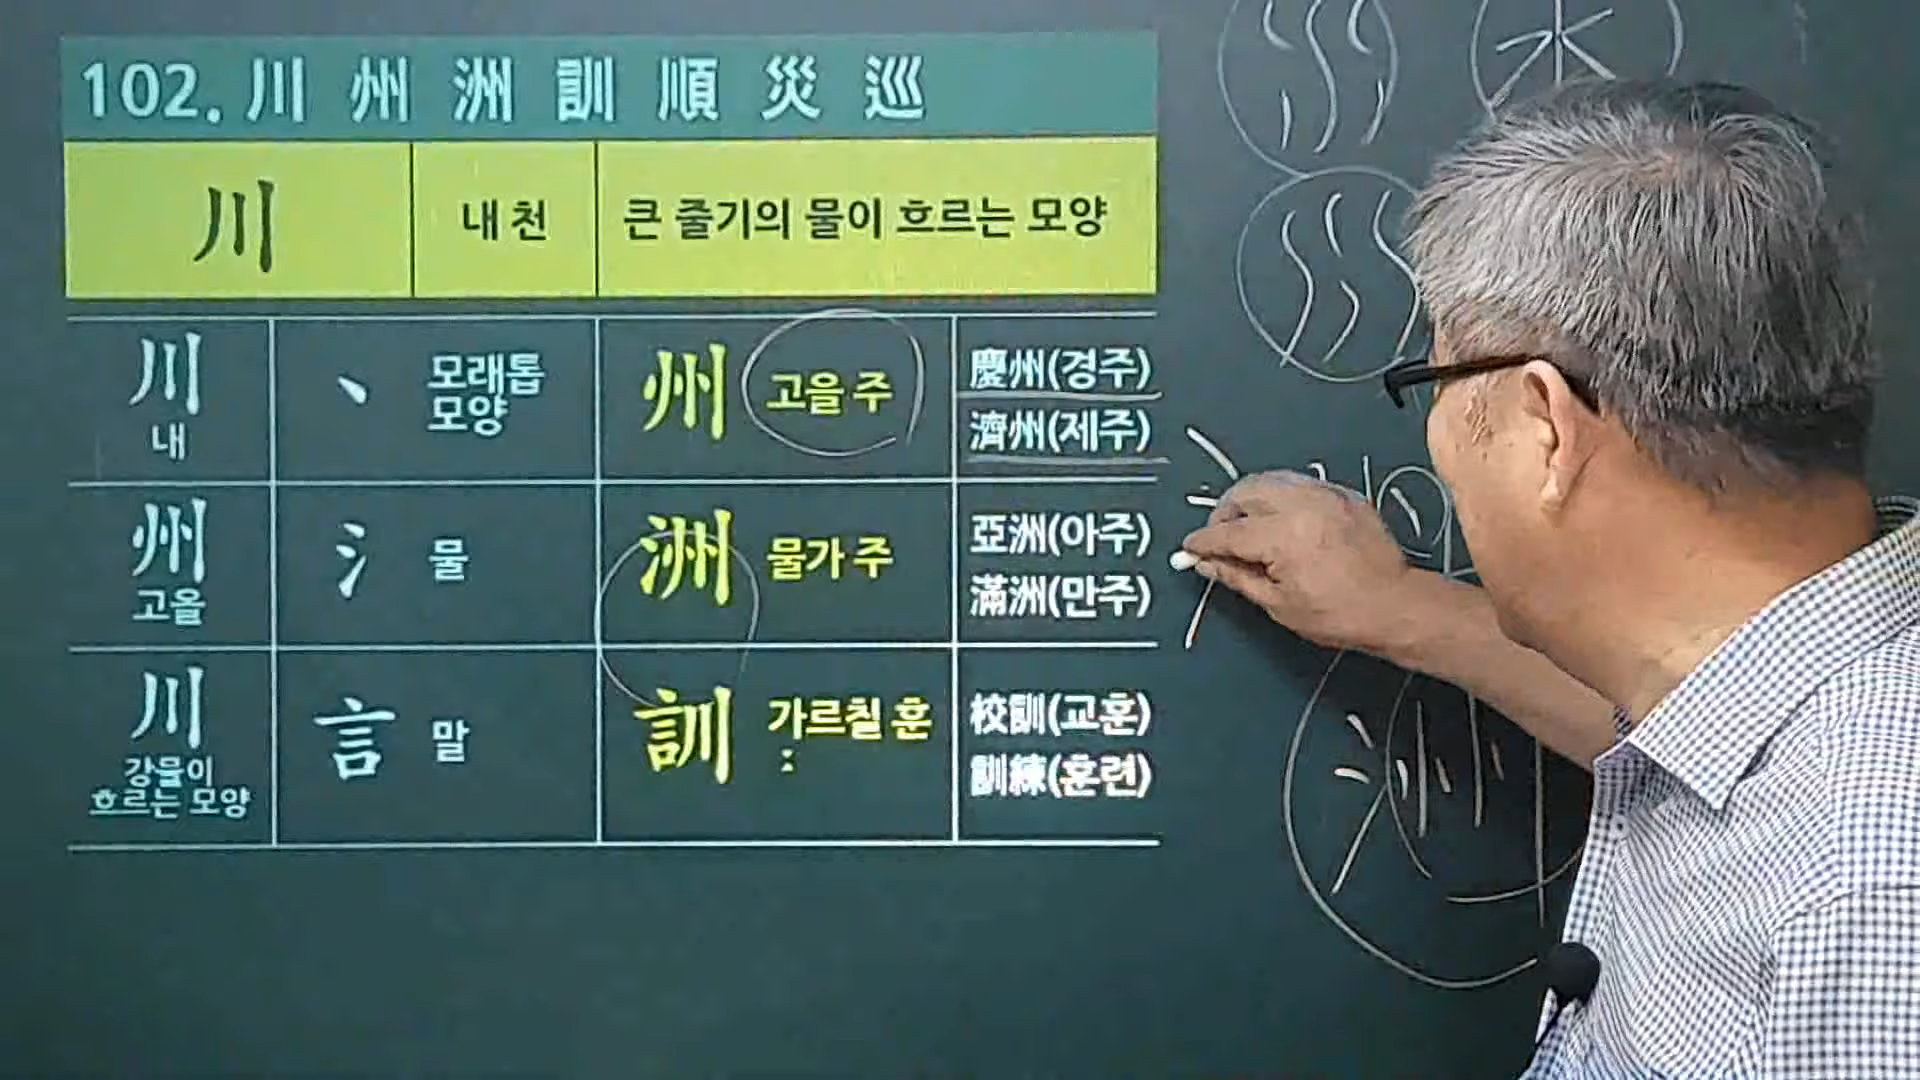 102. 川 州 洲 訓 順 災 巡
川 내 천 큰 줄기의 물이 흐르는 모양
川 내 丶 모래톱 모양 州 고을 주 慶州(경주) 濟州(제주)
州 고을 氵 물 洲 물가 주 亞洲(아주) 滿洲(만주)
川 강물이 흐르는 모양 言 말 訓 가르칠 훈 : 校訓(교훈) 訓練(훈련)
水
洲